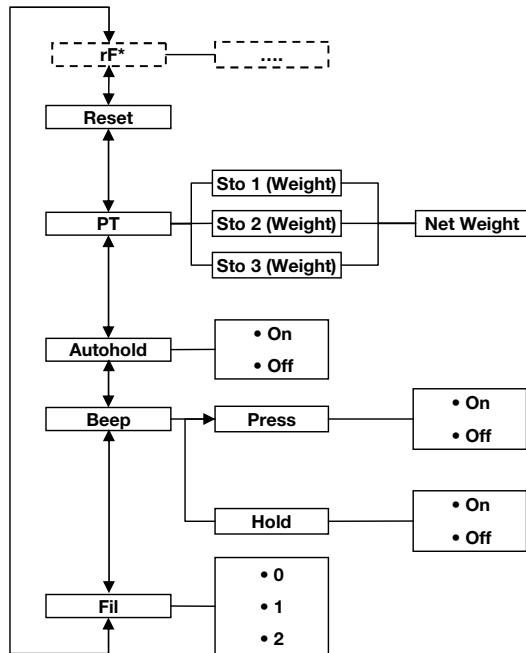 rF*
....
Reset
Sto 1 (Weight)
PT
Sto 2 (Weight)
Net Weight
Sto 3 (Weight)
Autohold
• On
• Off
Beep
Press
• On
• Off
Hold
• On
• Off
Fil
• 0
• 1
• 2